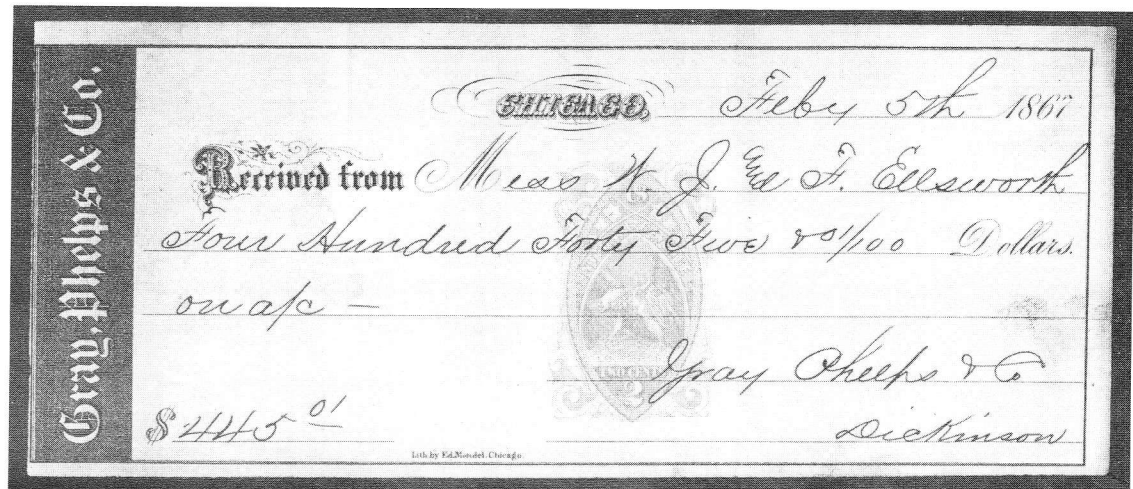 Gray, Phelps & Co.
CHICAGO, Feby 5th 1867
Received from Mess W. J. & F. Ellsworth
Four Hundred Forty Five & 01/100 Dollars.
on a/c —
Gray Phelps & Co
$445 01
Dickinson
Lith by Ed. Mendel, Chicago.